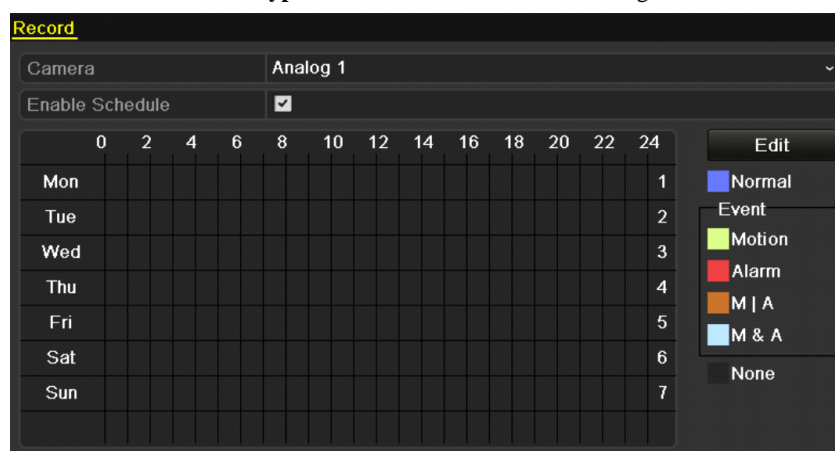 Record
Camera Analog 1
Enable Schedule
0 2 4 6 8 10 12 14 16 18 20 22 24 Edit
Mon 1 Normal
Tue 2 Event
Wed 3 Motion
Thu 4 Alarm
Fri 5 M | A
Sat 6 M & A
Sun 7 None